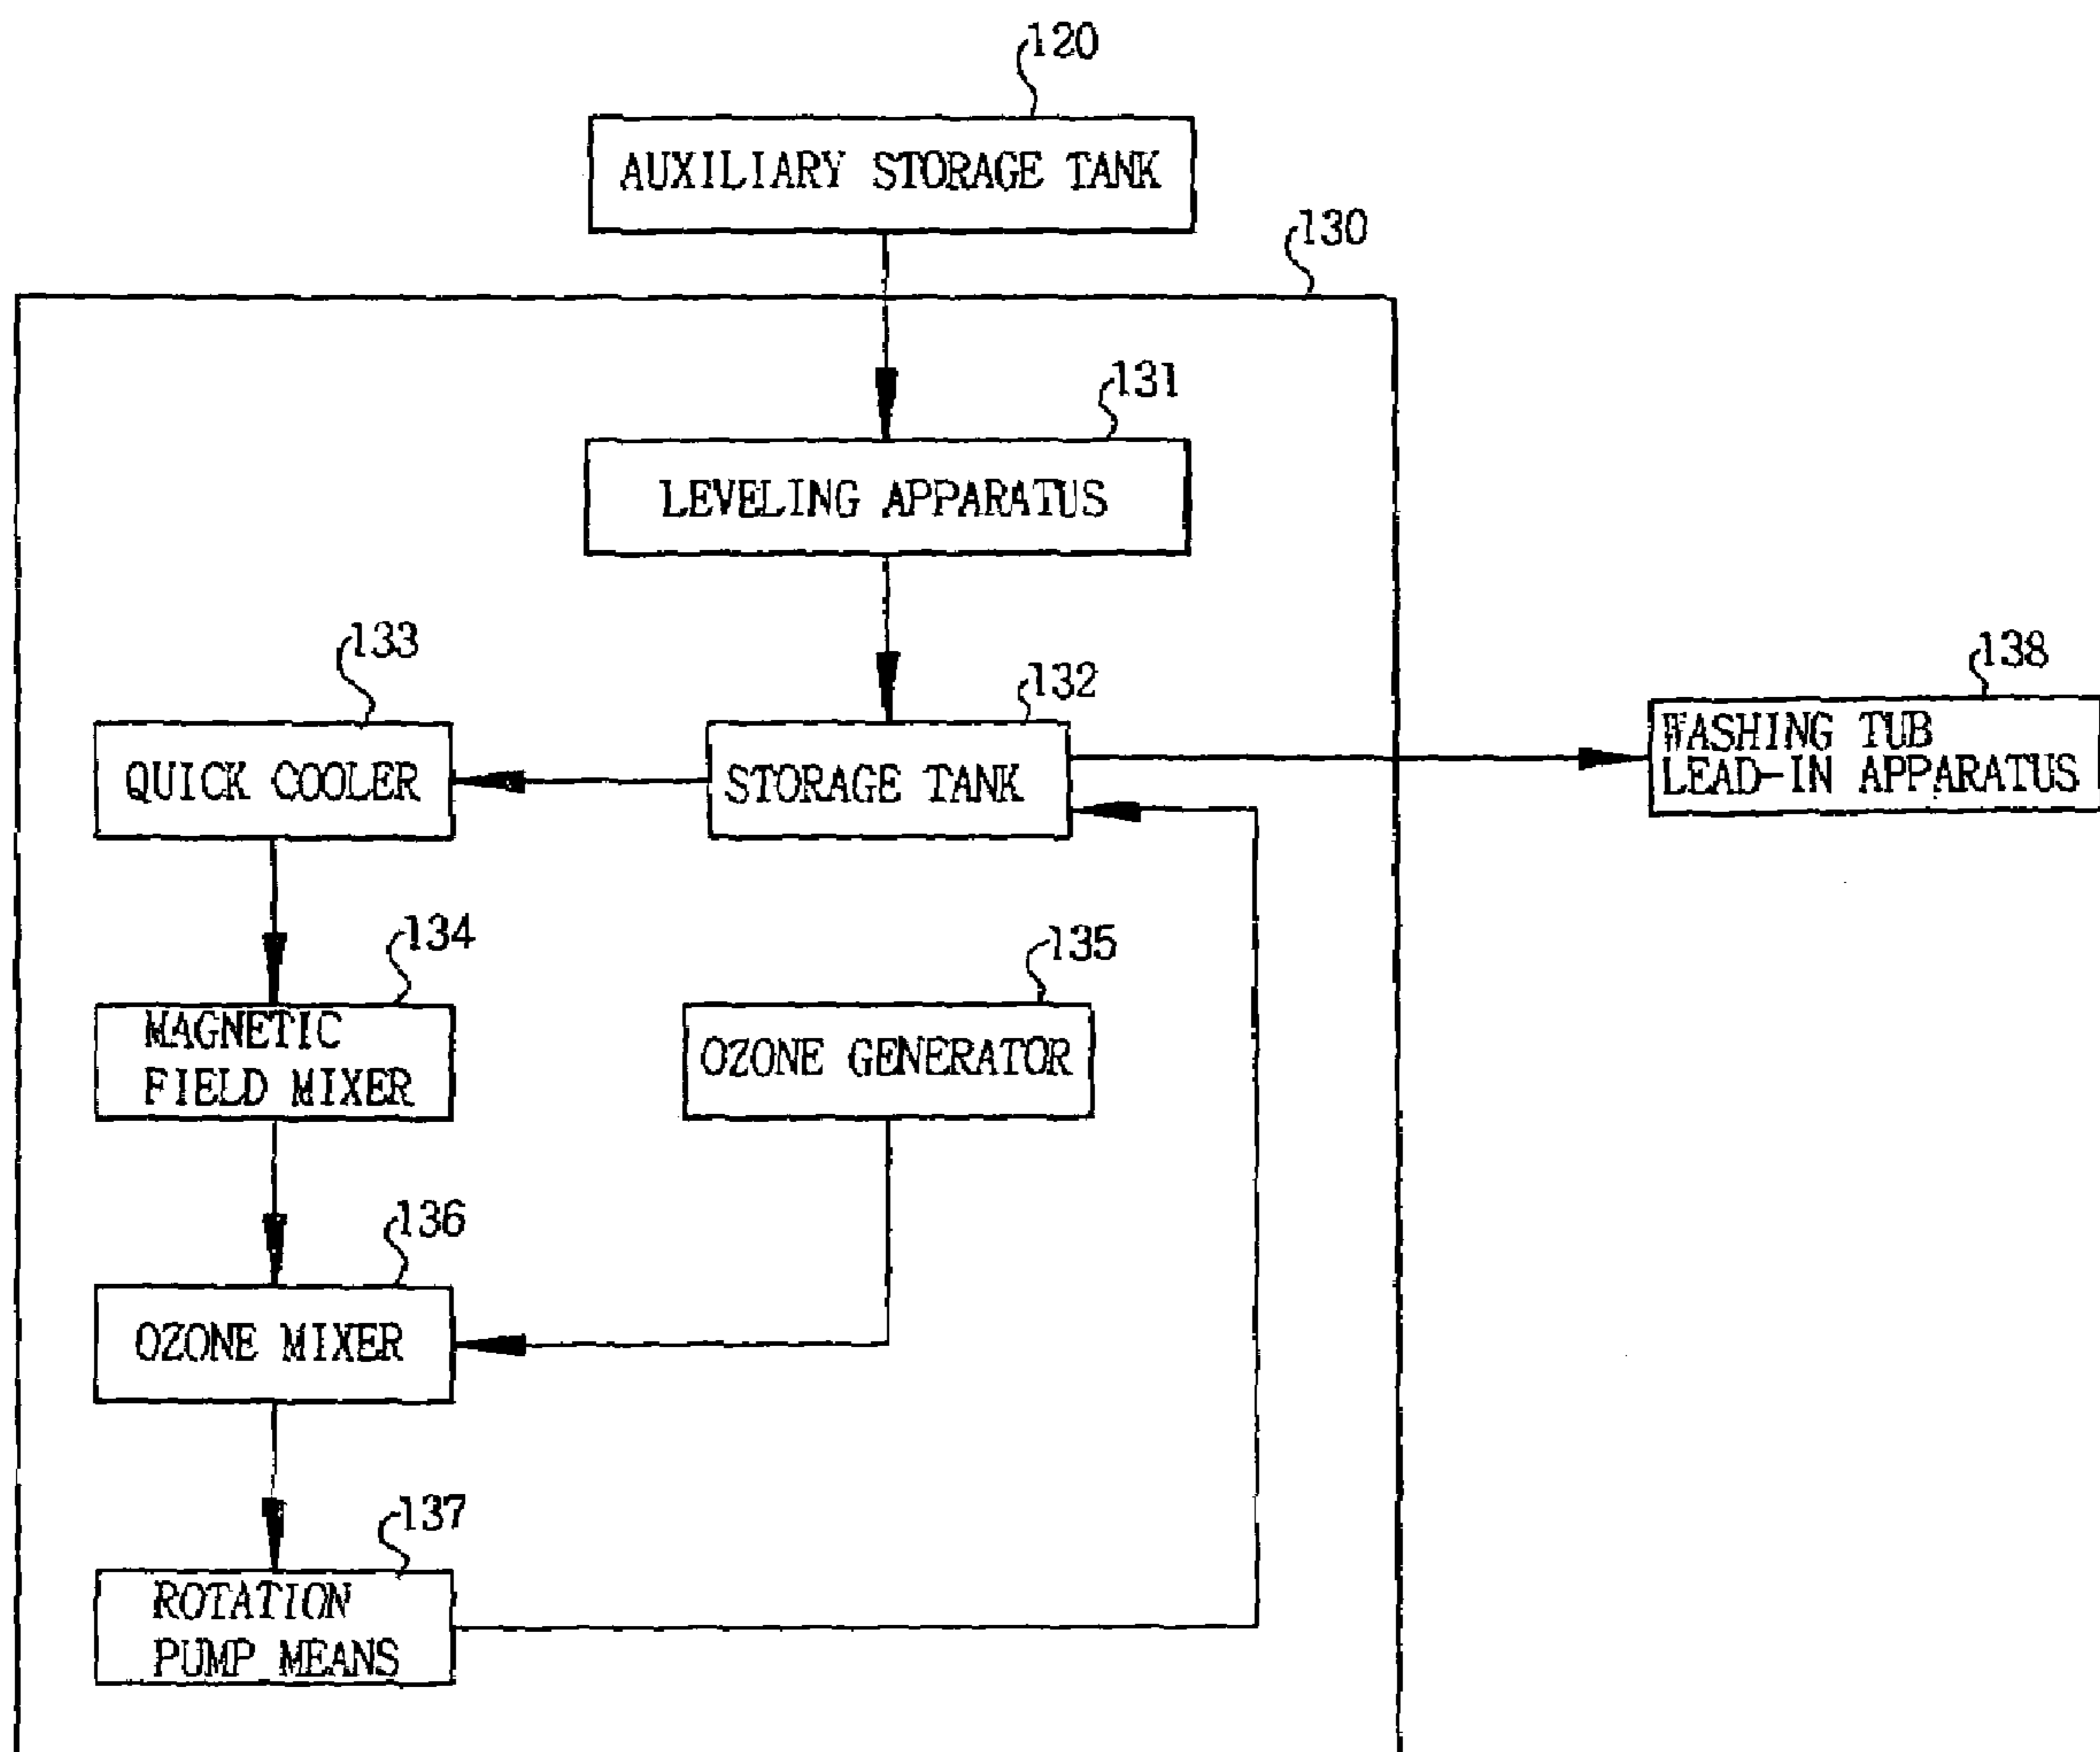 120
AUXILIARY STORAGE TANK
130
131
LEVELING APPARATUS
133
132
138
QUICK COOLER
STORAGE TANK
WASHING TUB
LEAD-IN APPARATUS
134
135
MAGNETIC
FIELD MIXER
OZONE GENERATOR
136
OZONE MIXER
137
ROTATION
PUMP MEANS